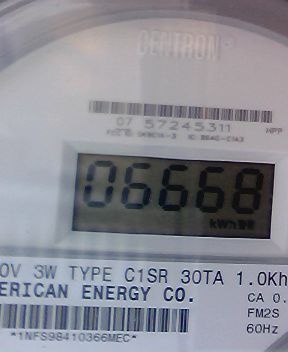 CENTRON®
07 57245311
HPP
06668
kWh
0V 3W TYPE C1SR 30TA 1.0Kh
ERICAN ENERGY CO.
CA 0.
FM2S
60Hz
*1NFS98410366MEC*